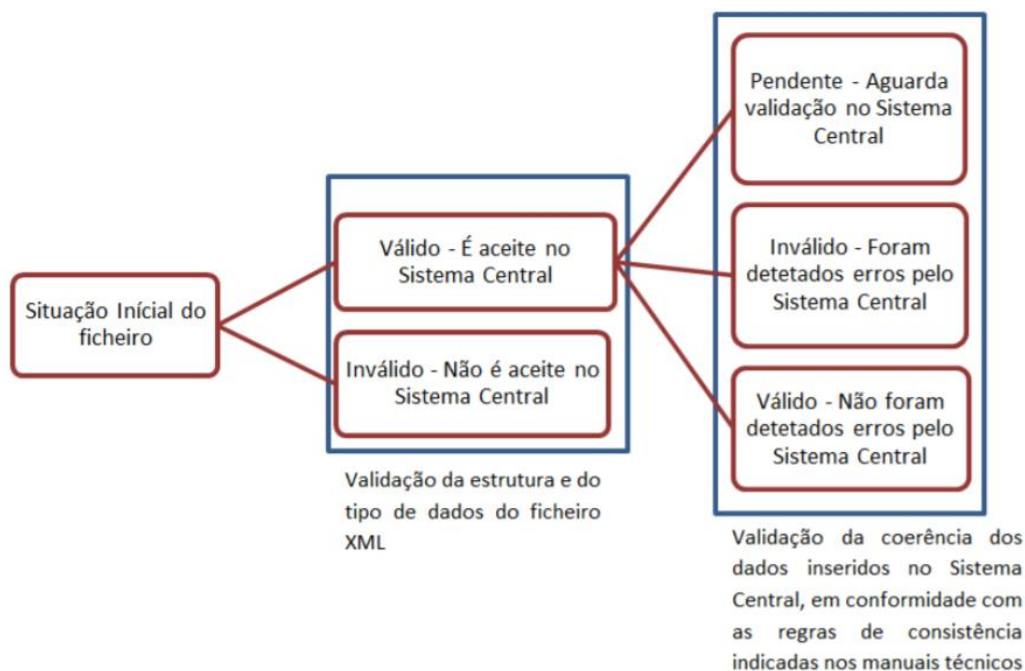 Situação Inícial do
ficheiro
Válido - É aceite no
Sistema Central
Inválido - Não é aceite no
Sistema Central
Validação da estrutura e do
tipo de dados do ficheiro
XML
Pendente - Aguarda
validação no Sistema
Central
Inválido - Foram
detetados erros pelo
Sistema Central
Válido - Não foram
detetados erros pelo
Sistema Central
Validação da coerência dos
dados inseridos no Sistema
Central, em conformidade com
as regras de consistência
indicadas nos manuais técnicos